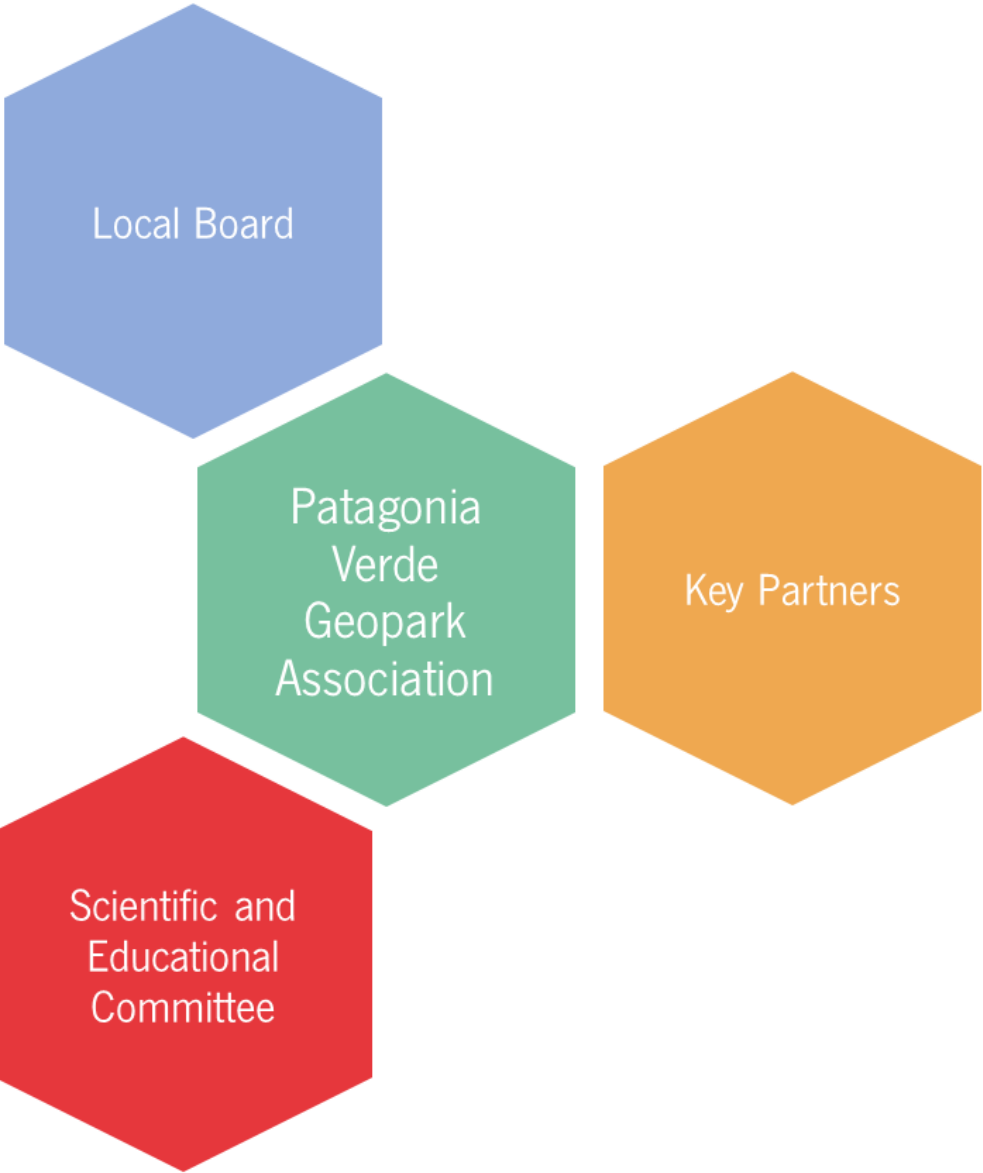 Local Board
Patagonia
Verde
Geopark
Association
Key Partners
Scientific and
Educational
Committee